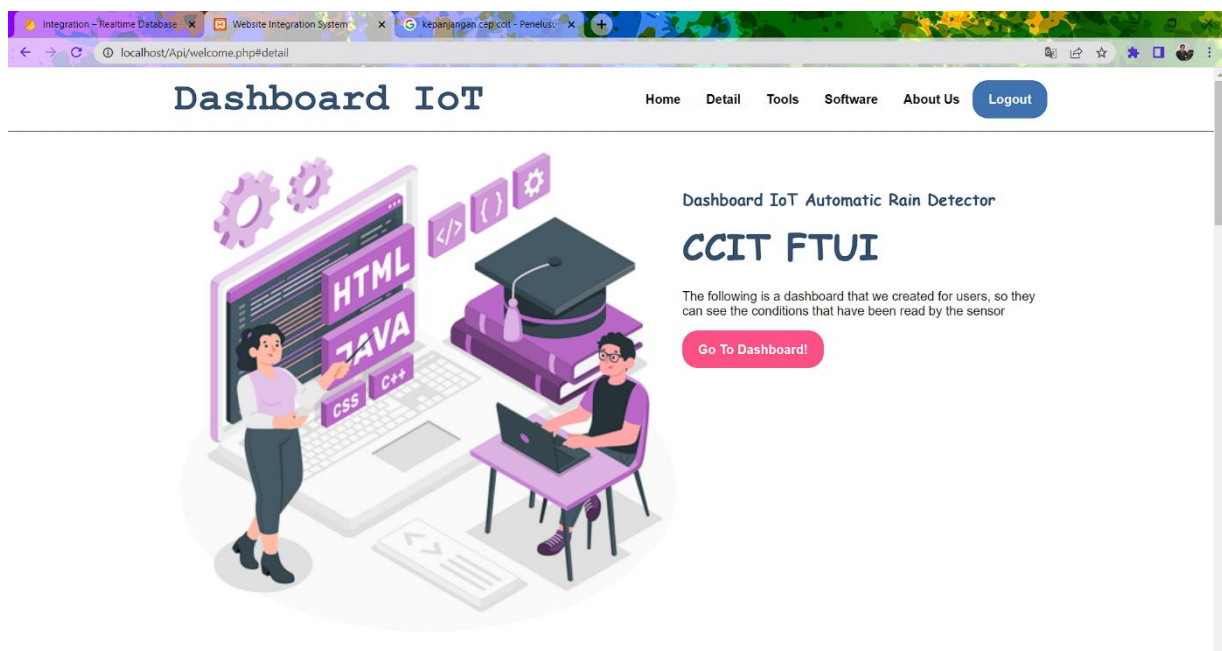 Integration – Realtime Database
Website Integration System
kepanjangan cep ccit - Penelusu
localhost/Api/welcome.php#detail
Dashboard IoT
Home Detail Tools Software About Us Logout
Dashboard IoT Automatic Rain Detector
CCIT FTUI
The following is a dashboard that we created for users, so they
can see the conditions that have been read by the sensor
Go To Dashboard!
</>
{ }
HTML
JAVA
CSS
C++